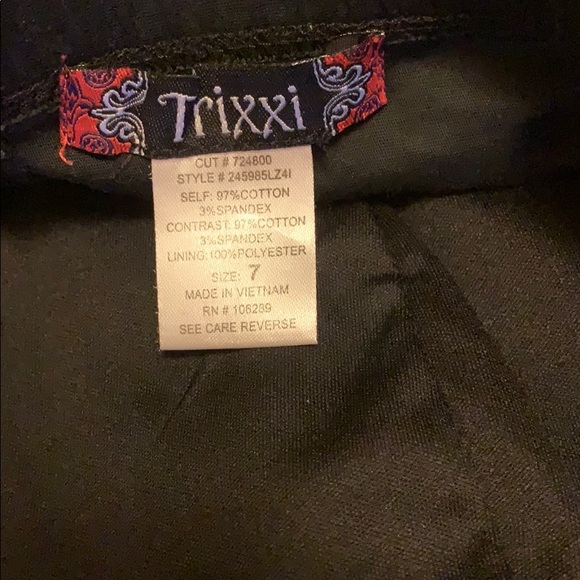 Trixxi
CUT # 724800
STYLE # 245985LZ4I
SELF: 97%COTTON
3%SPANDEX
CONTRAST: 97%COTTON
3%SPANDEX
LINING:100%POLYESTER
SIZE: 7
MADE IN VIETNAM
RN # 106289
SEE CARE REVERSE